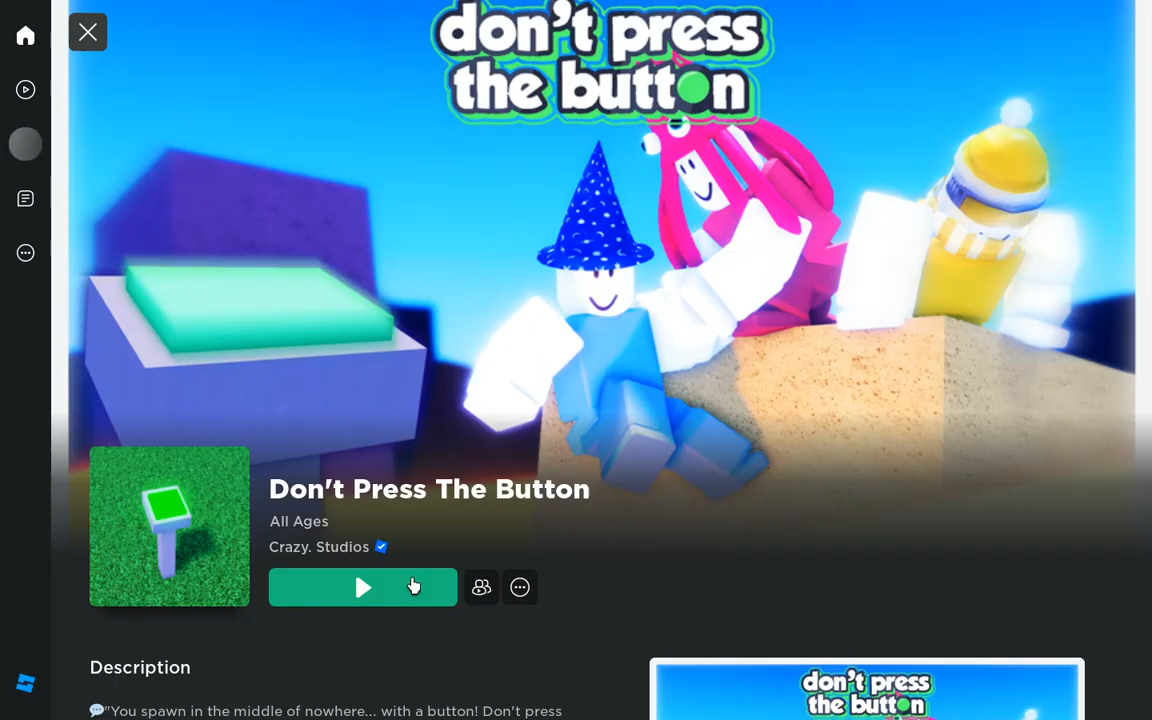 don't press
the button
Don't Press The Button
All Ages
Crazy. Studios
Description
💬"You spawn in the middle of nowhere... with a button! Don't press
don't press
the button